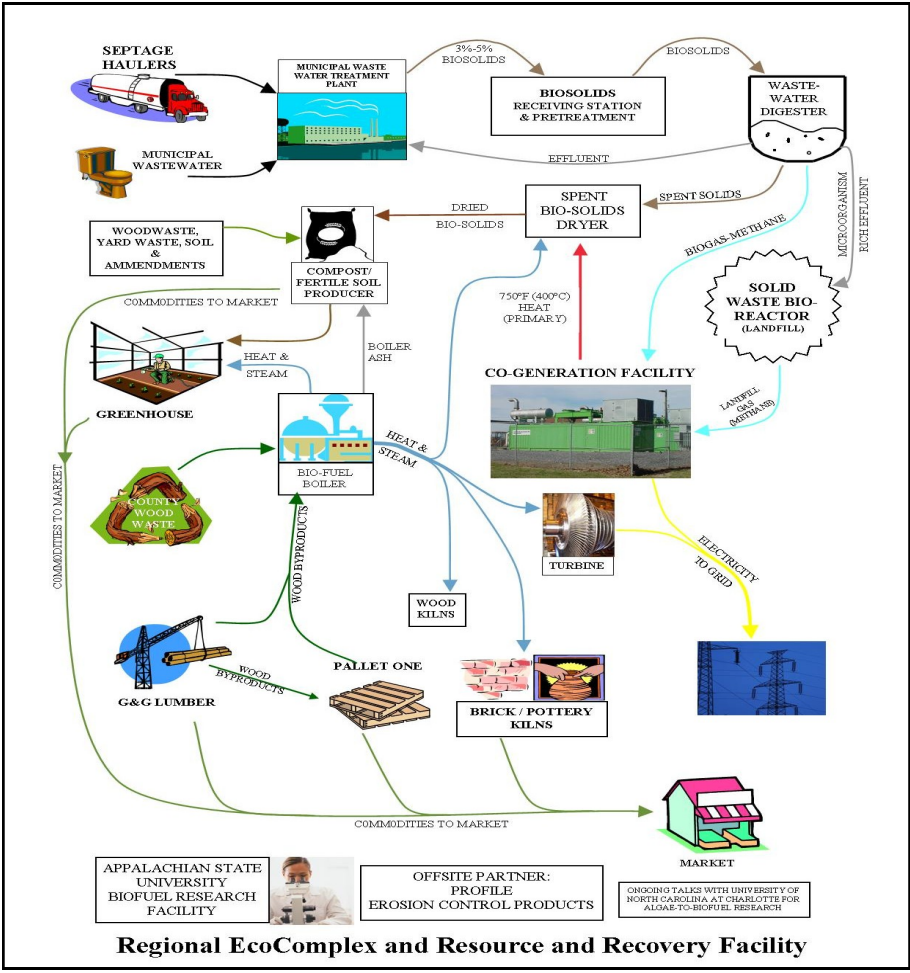 SEPTAGE
HAULERS
MUNICIPAL WASTE
WATER TREATMENT
PLANT
3%-5%
BIOSOLIDS
BIOSOLIDS
BIOSOLIDS
RECEIVING STATION
& PRETREATMENT
WASTE-
WATER
DIGESTER
MUNICIPAL
WASTEWATER
EFFLUENT
MICROORGANISM
RICH EFFLUENT
SPENT SOLIDS
SPENT
BIO-SOLIDS
DRYER
DRIED
BIO-SOLIDS
WOODWASTE,
YARD WASTE, SOIL
&
AMMENDMENTS
COMPOST/
FERTILE SOIL
PRODUCER
BIOGAS-METHANE
SOLID
WASTE BIO-
REACTOR
(LANDFILL)
COMMODITIES TO MARKET
750°F (400°C)
HEAT
(PRIMARY)
BOILER
ASH
HEAT &
STEAM
GREENHOUSE
CO-GENERATION FACILITY
LANDFILL
GAS
(METHANE)
HEAT &
STEAM
BIO-FUEL
BOILER
COUNTY
WOOD
WASTE
COMMODITIES TO MARKET
WOOD BYPRODUCTS
TURBINE
ELECTRICITY
TO GRID
WOOD
KILNS
PALLET ONE
WOOD
BYPRODUCTS
G&G LUMBER
BRICK / POTTERY
KILNS
COMMODITIES TO MARKET
MARKET
APPALACHIAN STATE
UNIVERSITY
BIOFUEL RESEARCH
FACILITY
OFFSITE PARTNER:
PROFILE
EROSION CONTROL PRODUCTS
ONGOING TALKS WITH UNIVERSITY OF
NORTH CAROLINA AT CHARLOTTE FOR
ALGAE-TO-BIOFUEL RESEARCH
Regional EcoComplex and Resource and Recovery Facility